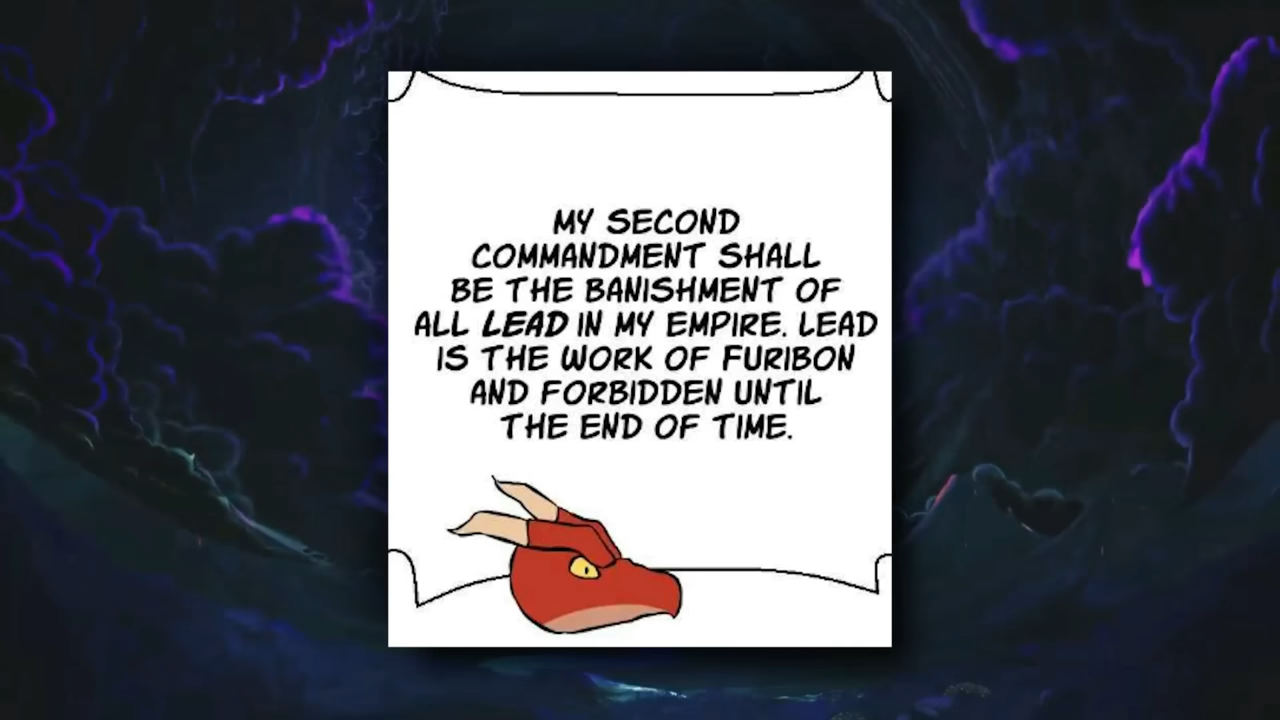 MY SECOND
COMMANDMENT SHALL
BE THE BANISHMENT OF
ALL LEAD IN MY EMPIRE. LEAD
IS THE WORK OF FURIBON
AND FORBIDDEN UNTIL
THE END OF TIME.